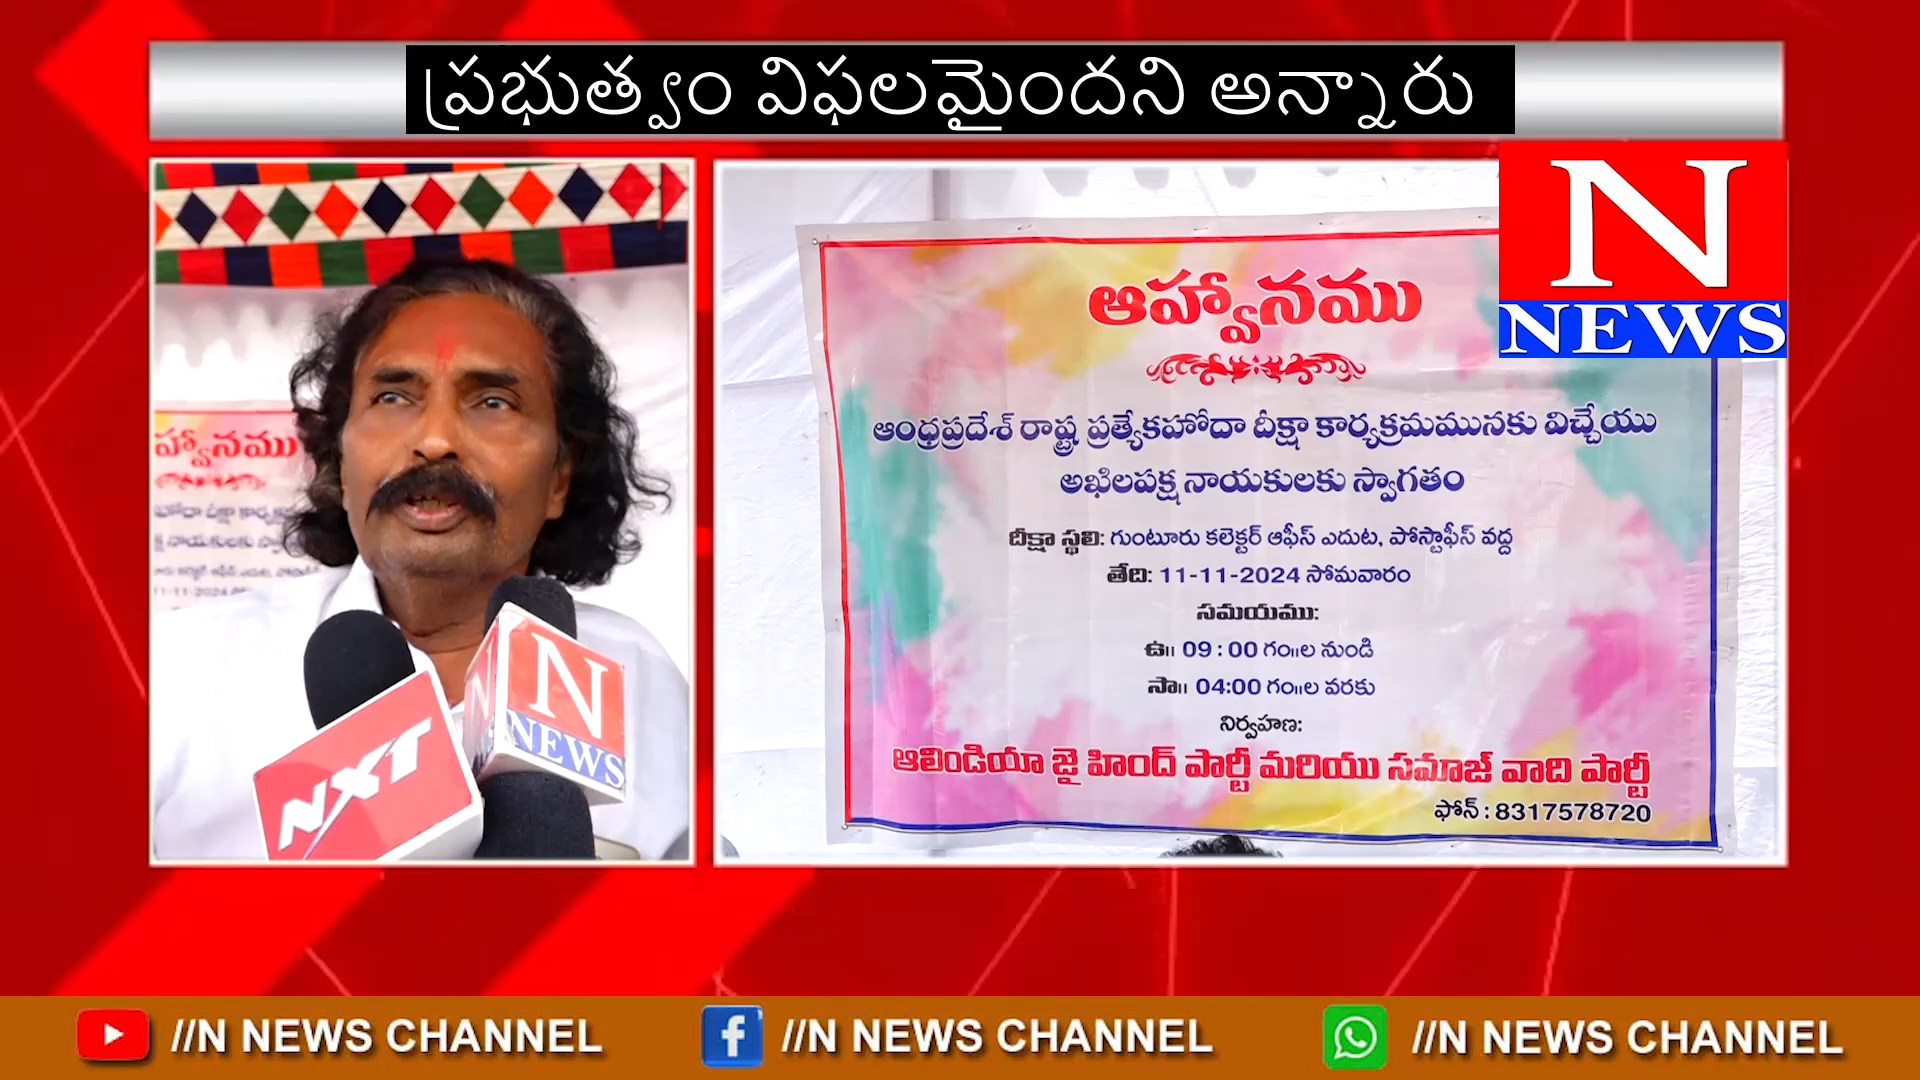 ప్రభుత్వం విఫలమైందని అన్నారు
N
NEWS
ఆహ్వానము
ఆంధ్రప్రదేశ్ రాష్ట్ర ప్రత్యేకహోదా దీక్షా కార్యక్రమమునకు విచ్చేయు
అఖిలపక్ష నాయకులకు స్వాగతం
దీక్షా స్థలి: గుంటూరు కలెక్టర్ ఆఫీస్ ఎదుట, పోస్టాఫీస్ వద్ద
తేది: 11-11-2024 సోమవారం
సమయము:
ఉ॥ 09 : 00 గం॥ల నుండి
సా॥ 04:00 గం॥ల వరకు
నిర్వహణ:
ఆలిండియా జై హింద్ పార్టీ మరియు సమాజ్ వాది పార్టీ
ఫోన్ : 8317578720
హ్వానము
NXT
N
NEWS
//N NEWS CHANNEL
//N NEWS CHANNEL
//N NEWS CHANNEL